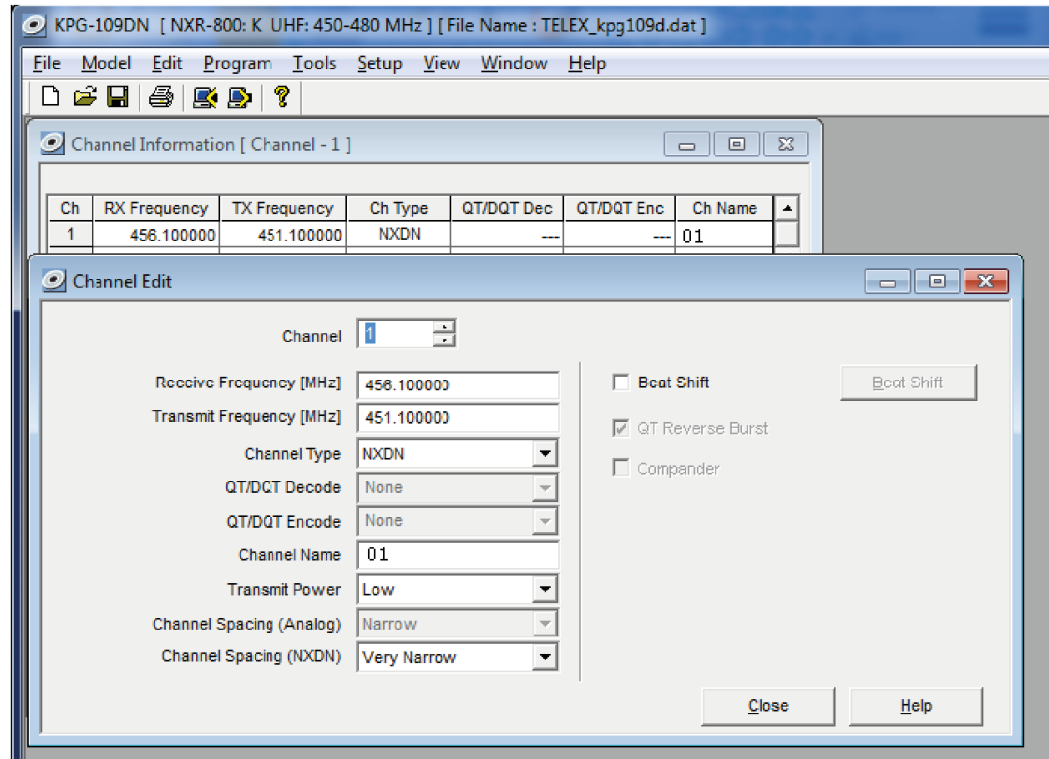 KPG-109DN [ NXR-800: K UHF: 450-480 MHz ] [ File Name : TELEX_kpg109d.dat ]
File Model Edit Program Tools Setup View Window Help
Channel Information [ Channel - 1 ]
Ch RX Frequency TX Frequency Ch Type QT/DQT Dec QT/DQT Enc Ch Name
1 456.100000 451.100000 NXDN --- --- 01
Channel Edit
Channel 1
Receive Frequency [MHz] 456.100000
Beat Shift Beat Shift
Transmit Frequency [MHz] 451.100000
QT Reverse Burst
Channel Type NXDN
Compander
QT/DQT Decode None
QT/DQT Encode None
Channel Name 01
Transmit Power Low
Channel Spacing (Analog) Narrow
Channel Spacing (NXDN) Very Narrow
Close Help